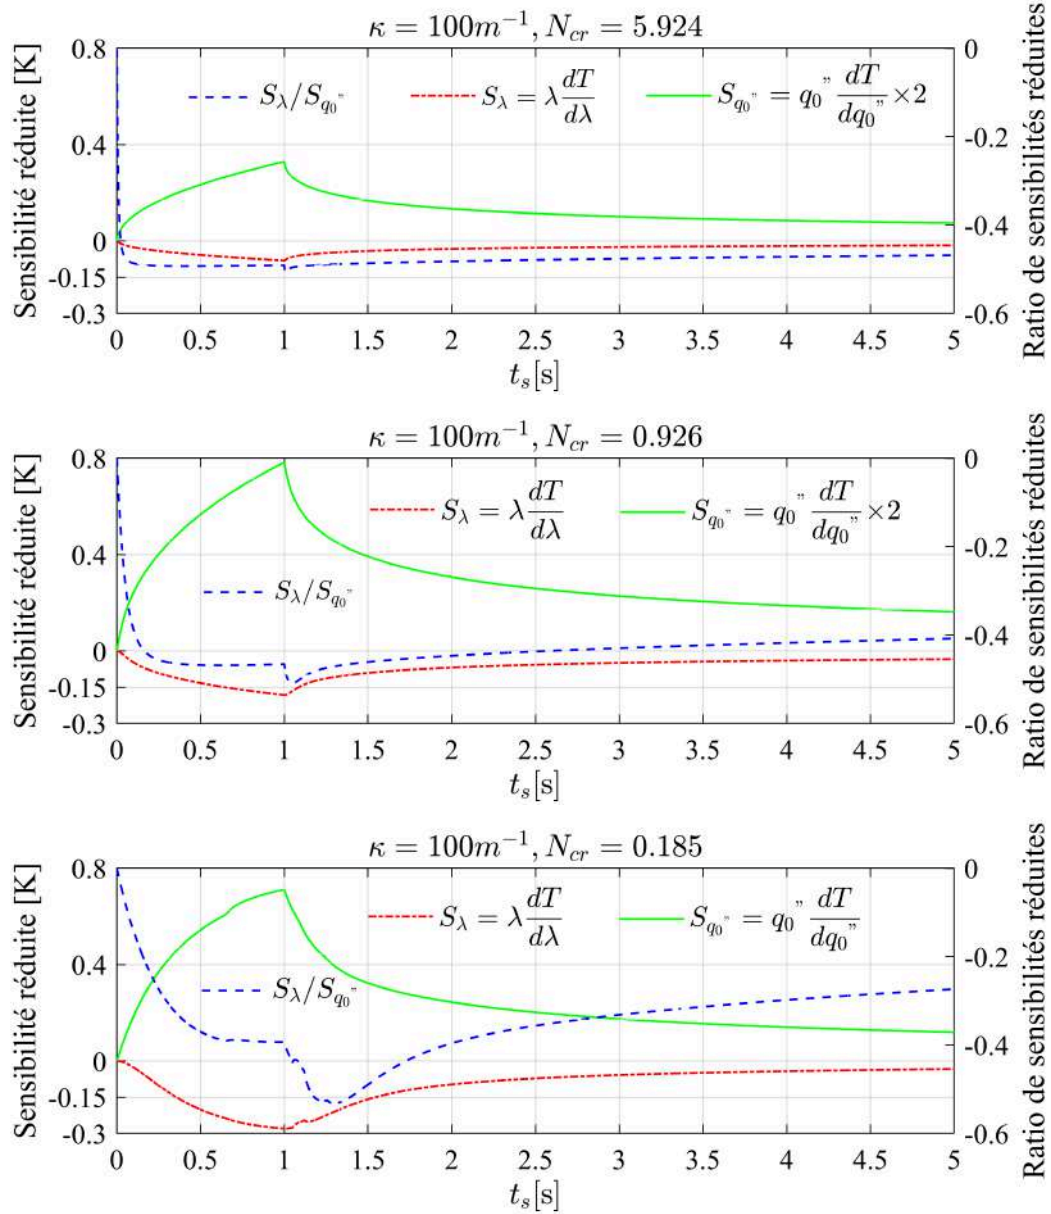 κ = 100m⁻¹, N_cr = 5.924
Sensibilité réduite [K]
0.8
0.4
0
-0.15
-0.3
S_λ/S_q₀"
S_λ = λ dT/dλ
S_q₀" = q₀" dT/dq₀" ×2
0
-0.2
-0.4
-0.6
Ratio de sensibilités réduites
0 0.5 1 1.5 2 2.5 3 3.5 4 4.5 5
t_s[s]
κ = 100m⁻¹, N_cr = 0.926
Sensibilité réduite [K]
0.8
0.4
0
-0.15
-0.3
S_λ = λ dT/dλ
S_q₀" = q₀" dT/dq₀" ×2
S_λ/S_q₀"
0
-0.2
-0.4
-0.6
Ratio de sensibilités réduites
0 0.5 1 1.5 2 2.5 3 3.5 4 4.5 5
t_s[s]
κ = 100m⁻¹, N_cr = 0.185
Sensibilité réduite [K]
0.8
0.4
0
-0.15
-0.3
S_λ = λ dT/dλ
S_q₀" = q₀" dT/dq₀"
S_λ/S_q₀"
0
-0.2
-0.4
-0.6
Ratio de sensibilités réduites
0 0.5 1 1.5 2 2.5 3 3.5 4 4.5 5
t_s[s]